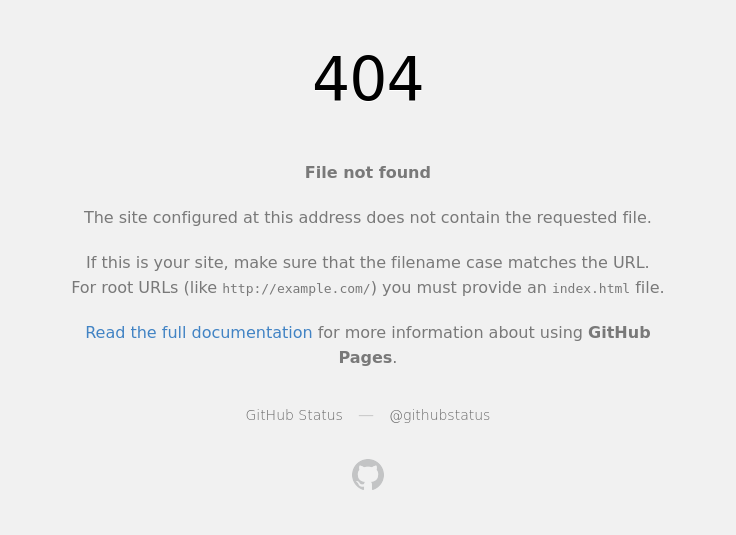 404
File not found
The site configured at this address does not contain the requested file.
If this is your site, make sure that the filename case matches the URL.
For root URLs (like http://example.com/) you must provide an index.html file.
Read the full documentation for more information about using GitHub
Pages.
GitHub Status — @githubstatus